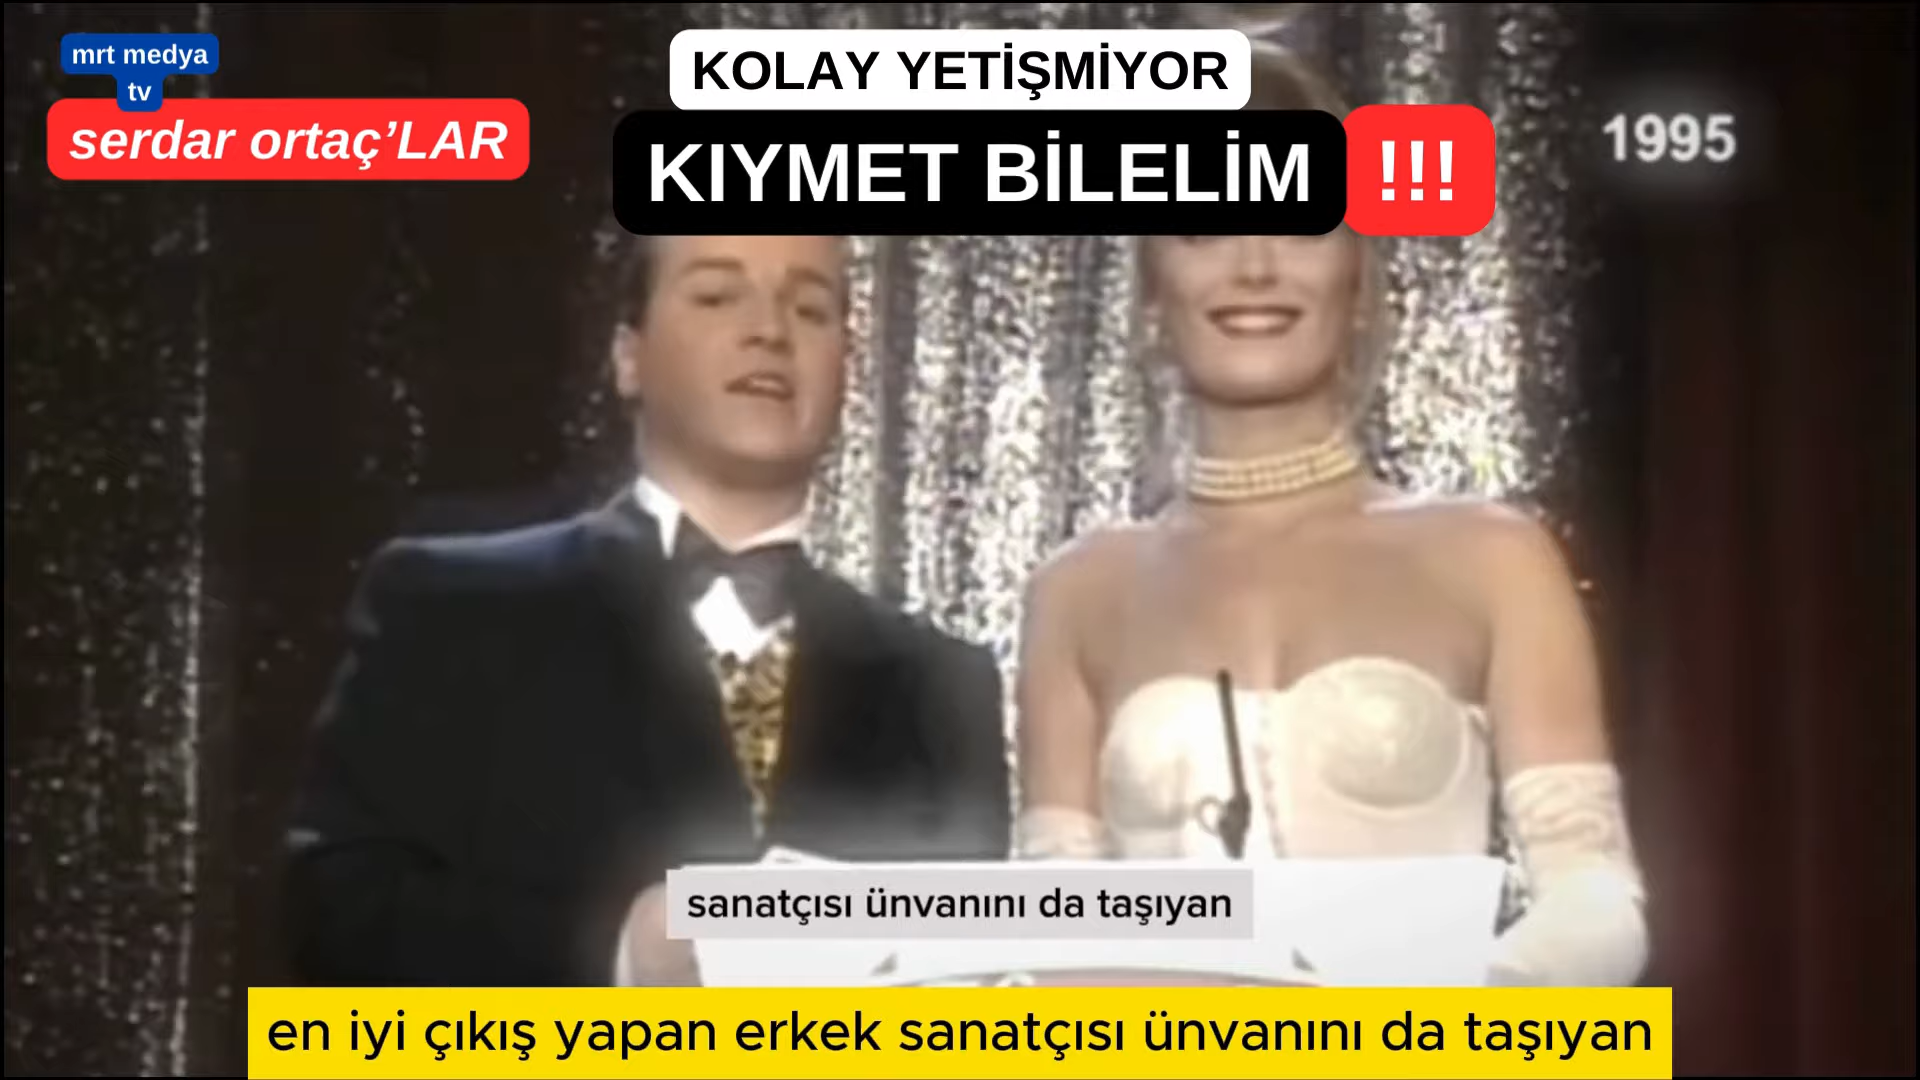 mrt medya
tv
serdar ortaç’LAR
KOLAY YETİŞMİYOR
KIYMET BİLELİM !!!
1995
sanatçısı ünvanını da taşıyan
en iyi çıkış yapan erkek sanatçısı ünvanını da taşıyan